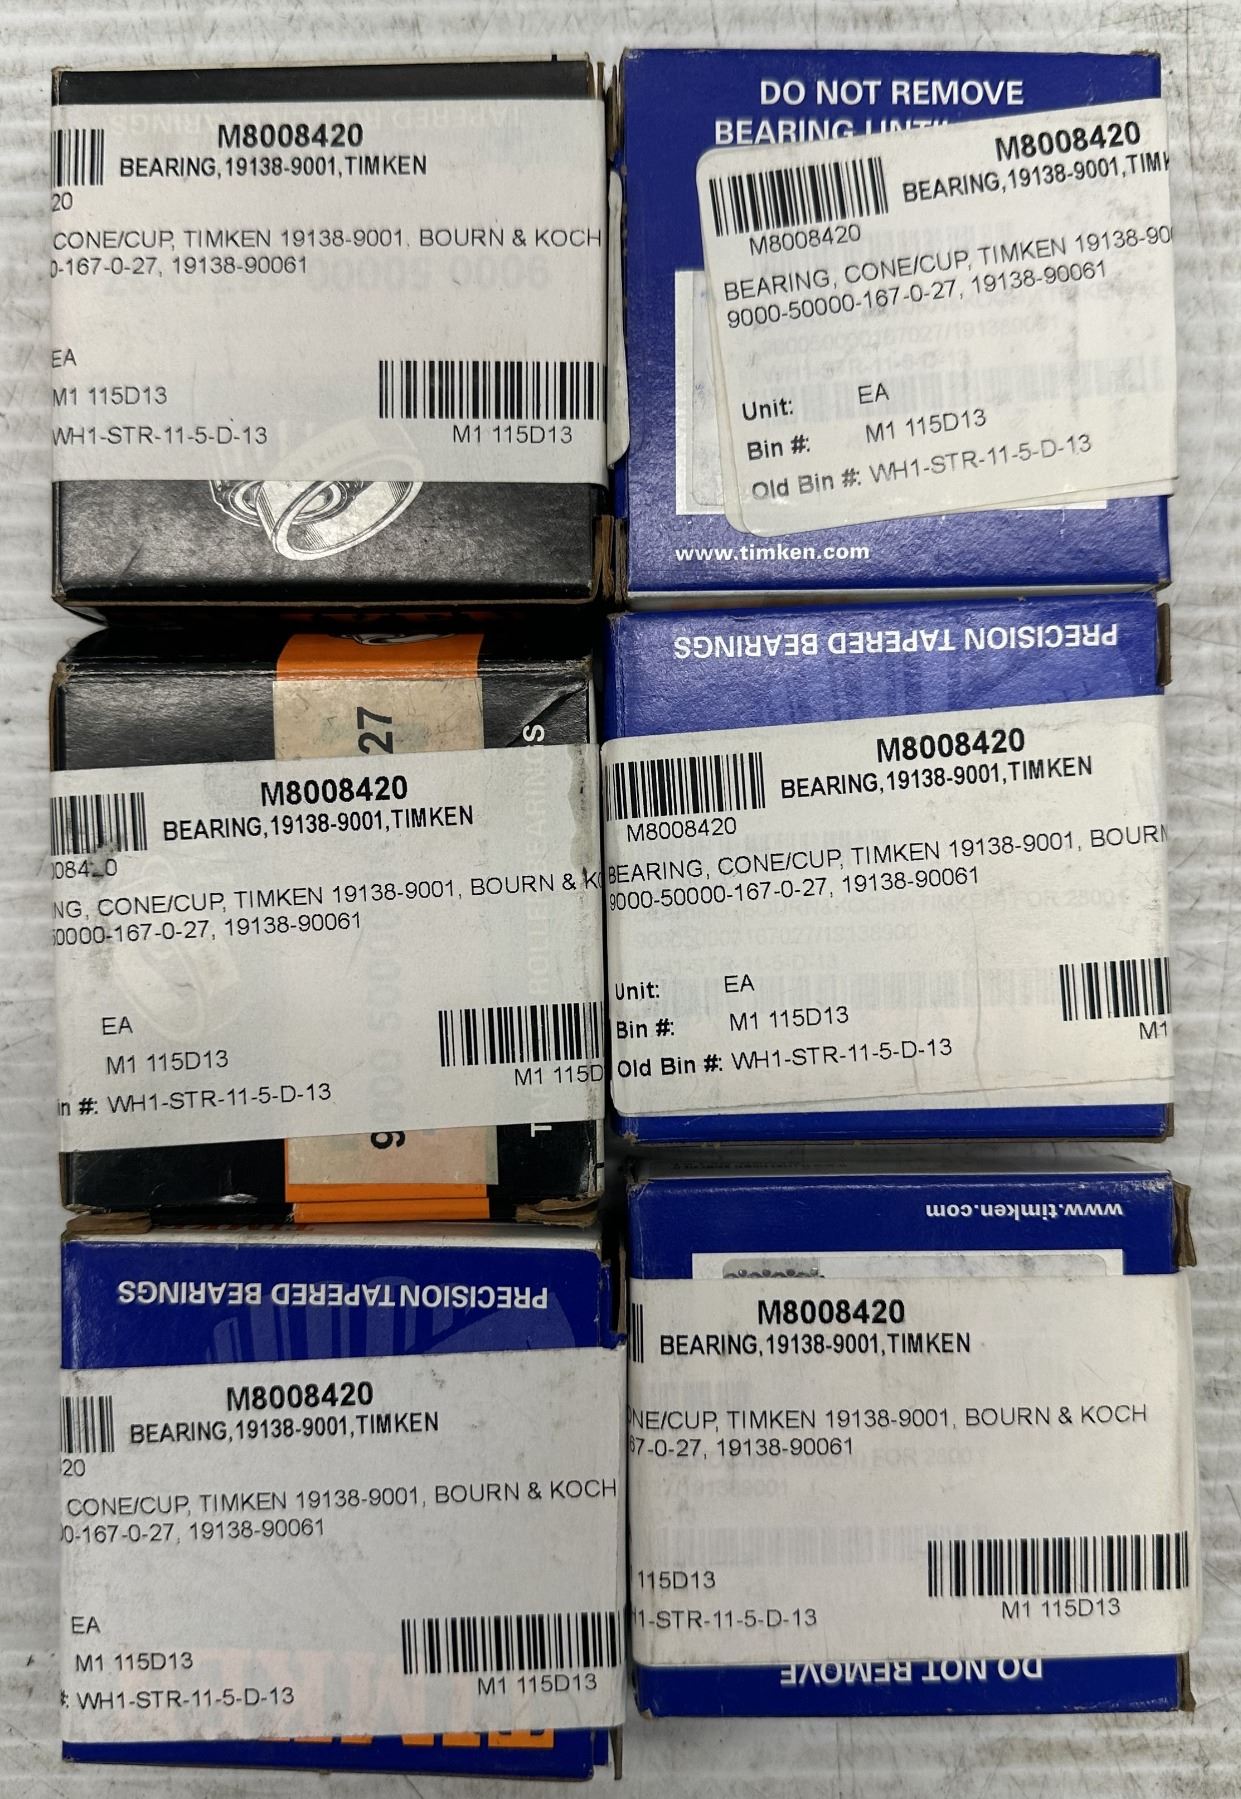 M8008420
BEARING,19138-9001,TIMKEN
20
CONE/CUP, TIMKEN 19138-9001, BOURN & KOCH
0-167-0-27, 19138-90061
EA
M1 115D13
WH1-STR-11-5-D-13
M1 115D13
DO NOT REMOVE
BEARING UNTIL
M8008420
BEARING,19138-9001,TIMK
M8008420
BEARING, CONE/CUP, TIMKEN 19138-900
9000-50000-167-0-27, 19138-90061
Unit: EA
Bin #: M1 115D13
Old Bin #: WH1-STR-11-5-D-13
www.timken.com
27
M8008420
BEARING,19138-9001,TIMKEN
NG, CONE/CUP, TIMKEN 19138-9001, BOURN & KO
50000-167-0-27, 19138-90061
EA
M1 115D13
in #: WH1-STR-11-5-D-13
M1 115D
PRECISION TAPERED BEARINGS
M8008420
BEARING,19138-9001,TIMKEN
M8008420
BEARING, CONE/CUP, TIMKEN 19138-9001, BOURN
9000-50000-167-0-27, 19138-90061
Unit: EA
Bin #: M1 115D13
Old Bin #: WH1-STR-11-5-D-13
M1
PRECISION TAPERED BEARINGS
M8008420
BEARING,19138-9001,TIMKEN
20
CONE/CUP, TIMKEN 19138-9001, BOURN & KOCH
0-167-0-27, 19138-90061
EA
M1 115D13
#: WH1-STR-11-5-D-13
M1 115D13
www.timken.com
M8008420
BEARING,19138-9001,TIMKEN
NE/CUP, TIMKEN 19138-9001, BOURN & KOCH
67-0-27, 19138-90061
115D13
H1-STR-11-5-D-13
M1 115D13
DO NOT REMOVE